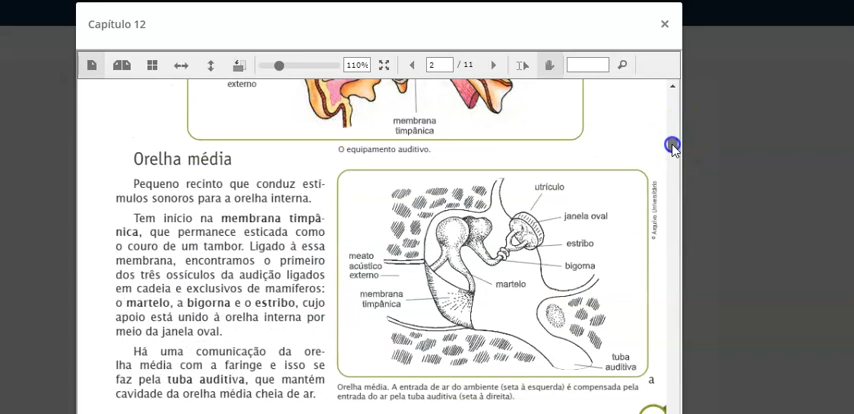 Capítulo 12
×
110%
2
/ 11
externo
membrana
timpânica
O equipamento auditivo.
Orelha média
Pequeno recinto que conduz estí-
mulos sonoros para a orelha interna.
Tem início na membrana timpâ-
nica, que permanece esticada como
o couro de um tambor. Ligado à essa
membrana, encontramos o primeiro
dos três ossículos da audição ligados
em cadeia e exclusivos de mamíferos:
o martelo, a bigorna e o estribo, cujo
apoio está unido à orelha interna por
meio da janela oval.
Há uma comunicação da ore-
lha média com a faringe e isso se
faz pela tuba auditiva, que mantém
cavidade da orelha média cheia de ar.
utrículo
janela oval
estribo
bigorna
martelo
meato
acústico
externo
membrana
timpânica
tuba
auditiva
a
Orelha média. A entrada de ar do ambiente (seta à esquerda) é compensada pela
entrada do ar pela tuba auditiva (seta à direita).